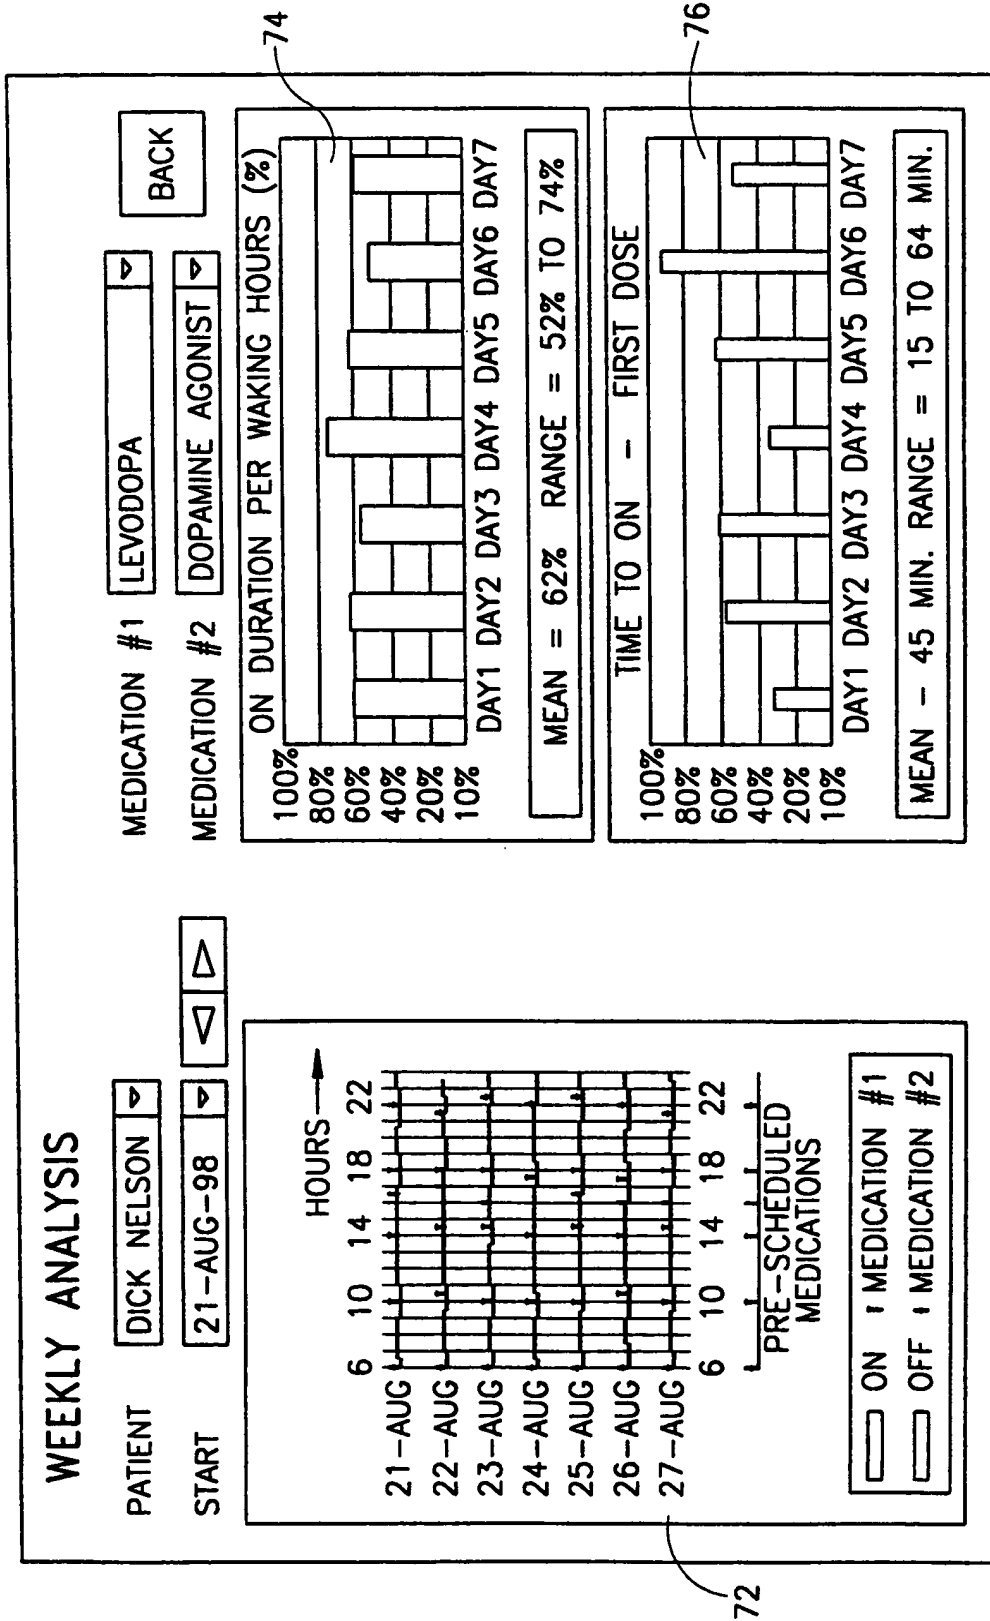 WEEKLY ANALYSIS
PATIENT DICK NELSON
START 21-AUG-98
MEDICATION #1 LEVODOPA
MEDICATION #2 DOPAMINE AGONIST
BACK
HOURS
6 10 14 18 22
21-AUG
22-AUG
23-AUG
24-AUG
25-AUG
26-AUG
27-AUG
6 10 14 18 22
PRE-SCHEDULED
MEDICATIONS
ON MEDICATION #1
OFF MEDICATION #2
72
ON DURATION PER WAKING HOURS (%)
100%
80%
60%
40%
20%
10%
DAY1 DAY2 DAY3 DAY4 DAY5 DAY6 DAY7
MEAN = 62% RANGE = 52% TO 74%
74
TIME TO ON - FIRST DOSE
100%
80%
60%
40%
20%
10%
DAY1 DAY2 DAY3 DAY4 DAY5 DAY6 DAY7
MEAN - 45 MIN. RANGE = 15 TO 64 MIN.
76